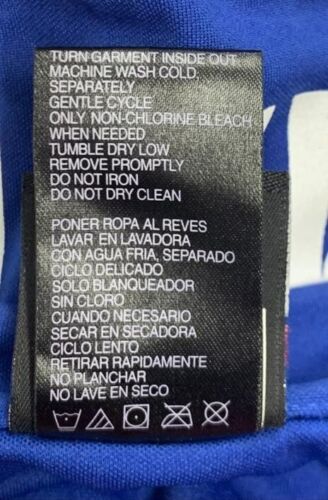 TURN GARMENT INSIDE OUT
MACHINE WASH COLD.
SEPARATELY
GENTLE CYCLE
ONLY NON-CHLORINE BLEACH
WHEN NEEDED
TUMBLE DRY LOW
REMOVE PROMPTLY
DO NOT IRON
DO NOT DRY CLEAN
PONER ROPA AL REVES
LAVAR EN LAVADORA
CON AGUA FRIA, SEPARADO
CICLO DELICADO
SOLO BLANQUEADOR
SIN CLORO
CUANDO NECESARIO
SECAR EN SECADORA
CICLO LENTO
RETIRAR RAPIDAMENTE
NO PLANCHAR
NO LAVE EN SECO